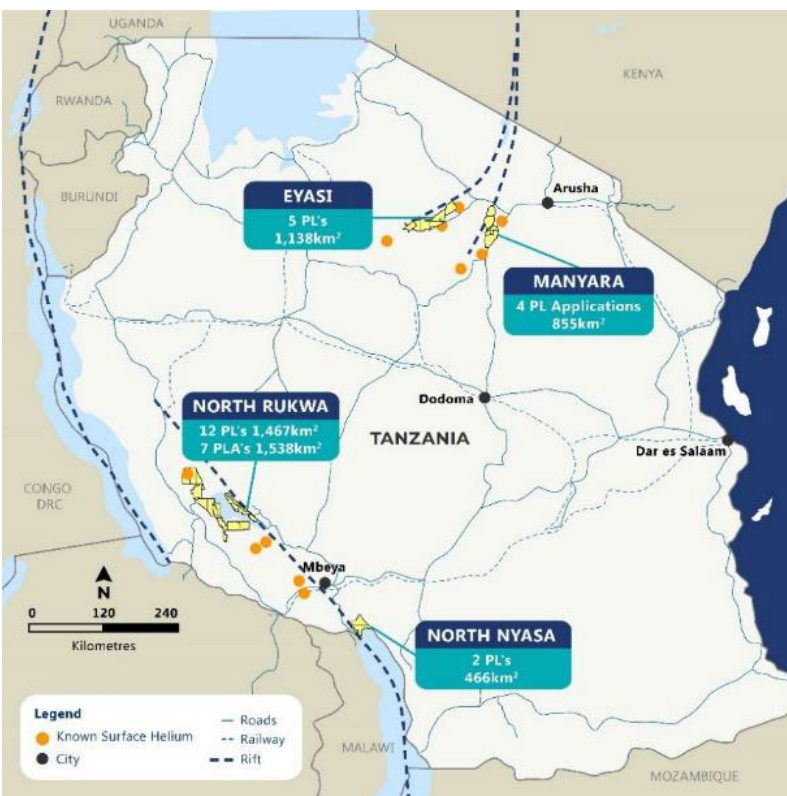 UGANDA
KENYA
RWANDA
BURUNDI
EYASI
5 PL's
1,138km²
Arusha
MANYARA
4 PL Applications
855km²
NORTH RUKWA
12 PL's 1,467km²
7 PLA's 1,538km²
Dodoma
TANZANIA
Dar es Salāam
CONGO
DRC
Mbeya
N
0 120 240
Kilometres
NORTH NYASA
2 PL's
466km²
Legend
Known Surface Helium
City
Roads
Railway
Rift
MALAWI
MOZAMBIQUE